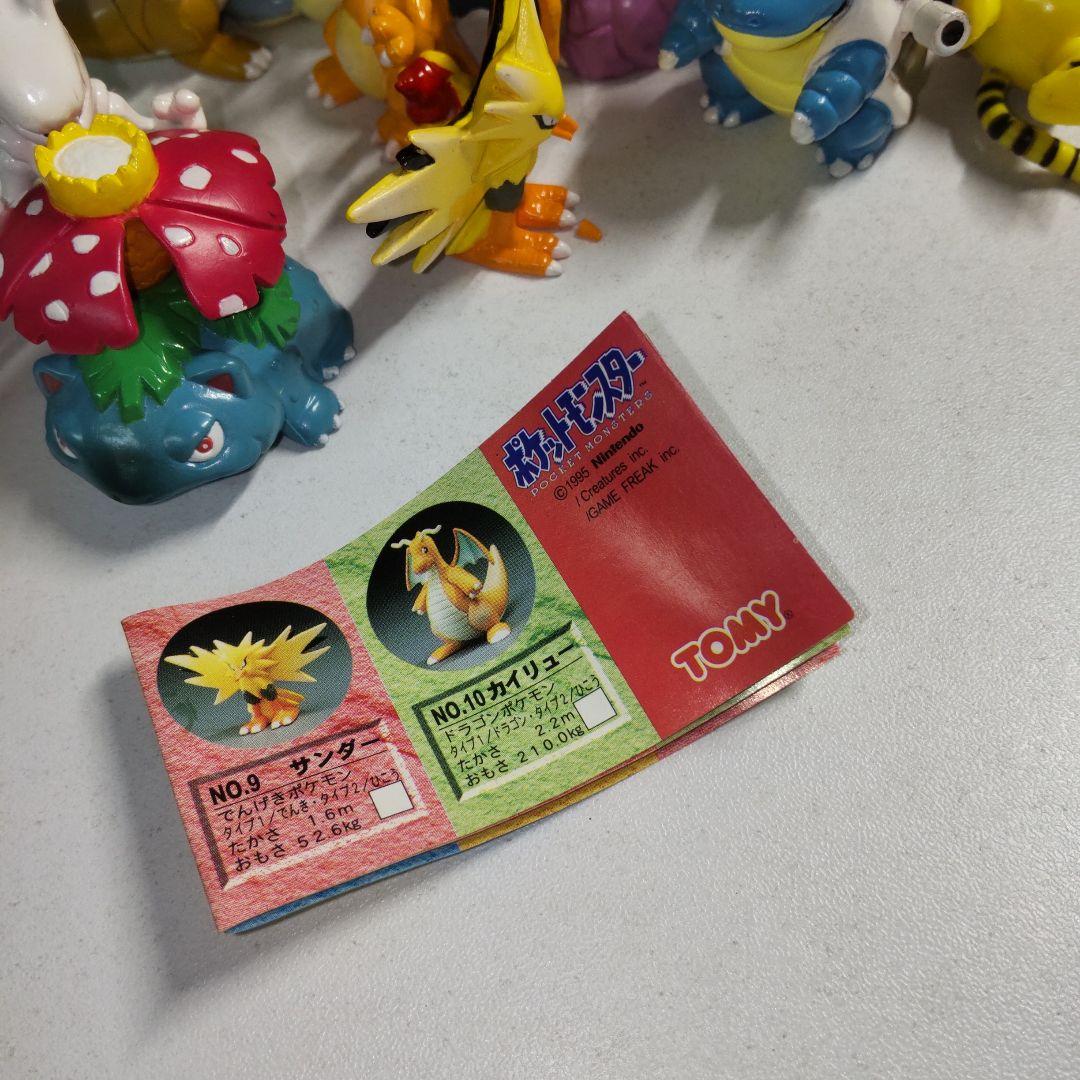 ポケットモンスター™
POCKET MONSTERS
©1995 Nintendo
/Creatures inc.
/GAME FREAK inc.
TOMY®
NO.10 カイリュー
ドラゴンポケモン
タイプ1/ドラゴン・タイプ2/ひこう
たかさ 2.2m
おもさ 210.0kg
NO.9 サンダー
でんげきポケモン
タイプ1/でんき・タイプ2/ひこう
たかさ 1.6m
おもさ 52.6kg